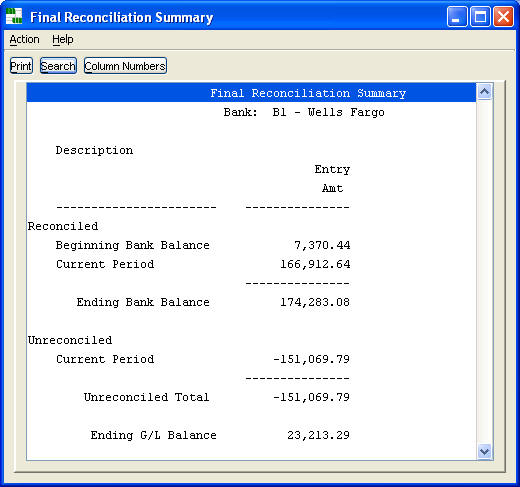 Final Reconciliation Summary
Action Help
Print Search Column Numbers
Final Reconciliation Summary
Bank: B1 - Wells Fargo
Description
Entry
Amt
----------------------- ---------------
Reconciled
Beginning Bank Balance 7,370.44
Current Period 166,912.64
---------------
Ending Bank Balance 174,283.08
Unreconciled
Current Period -151,069.79
---------------
Unreconciled Total -151,069.79
Ending G/L Balance 23,213.29